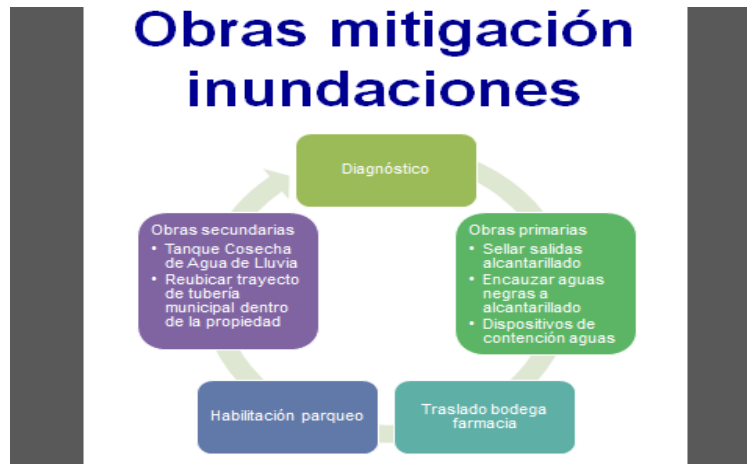 Obras mitigación
inundaciones
Diagnóstico
Obras primarias
• Sellar salidas
alcantarillado
• Encauzar aguas
negras a
alcantarillado
• Dispositivos de
contención aguas
Traslado bodega
farmacia
Habilitación parqueo
Obras secundarias
• Tanque Cosecha
de Agua de Lluvia
• Reubicar trayecto
de tubería
municipal dentro
de la propiedad